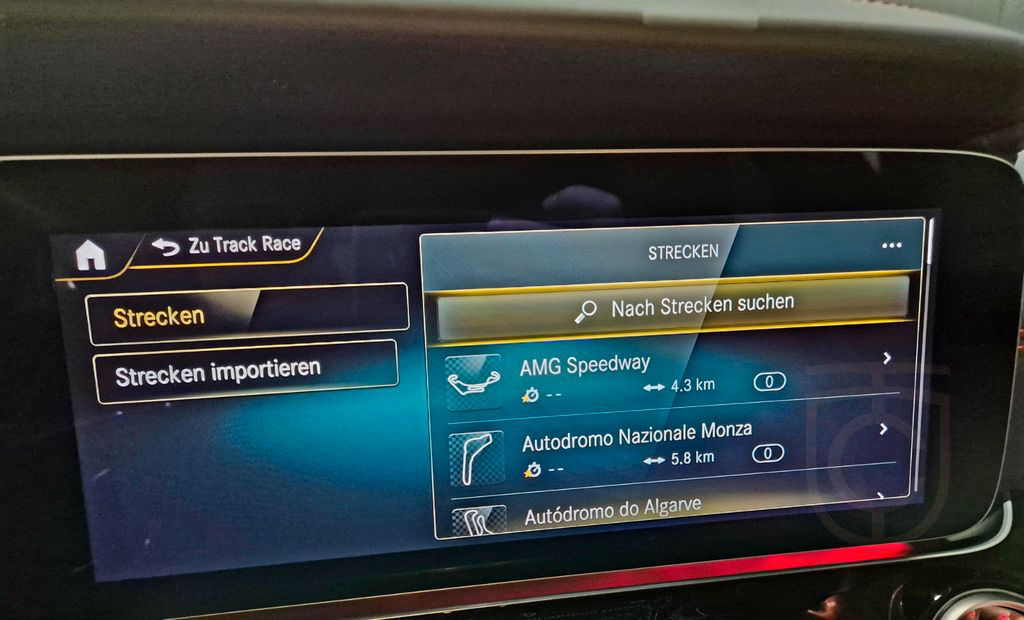 Zu Track Race
Strecken
Strecken importieren
STRECKEN
Nach Strecken suchen
AMG Speedway
-- 4.3 km 0
Autodromo Nazionale Monza
-- 5.8 km 0
Autódromo do Algarve